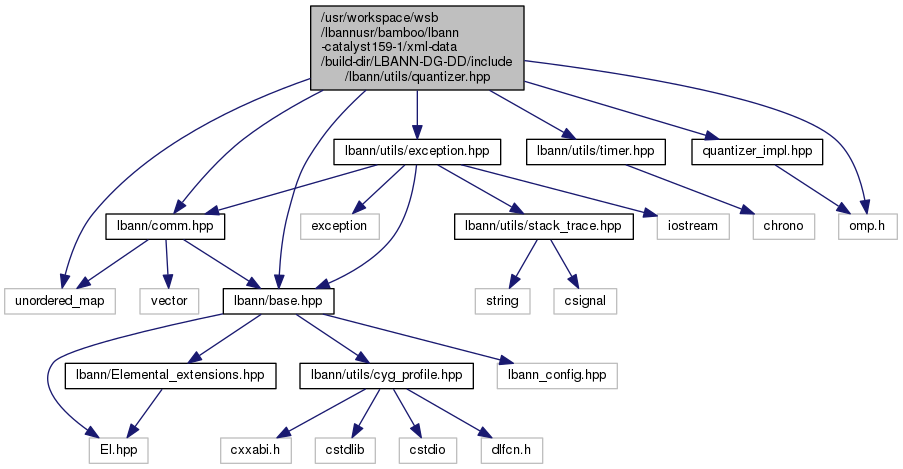 /usr/workspace/wsb
/lbannusr/bamboo/lbann
-catalyst159-1/xml-data
/build-dir/LBANN-DG-DD/include
/lbann/utils/quantizer.hpp
lbann/utils/exception.hpp
lbann/utils/timer.hpp
quantizer_impl.hpp
lbann/comm.hpp
exception
lbann/utils/stack_trace.hpp
iostream
chrono
omp.h
unordered_map
vector
lbann/base.hpp
string
csignal
lbann/Elemental_extensions.hpp
lbann/utils/cyg_profile.hpp
lbann_config.hpp
El.hpp
cxxabi.h
cstdlib
cstdio
dlfcn.h